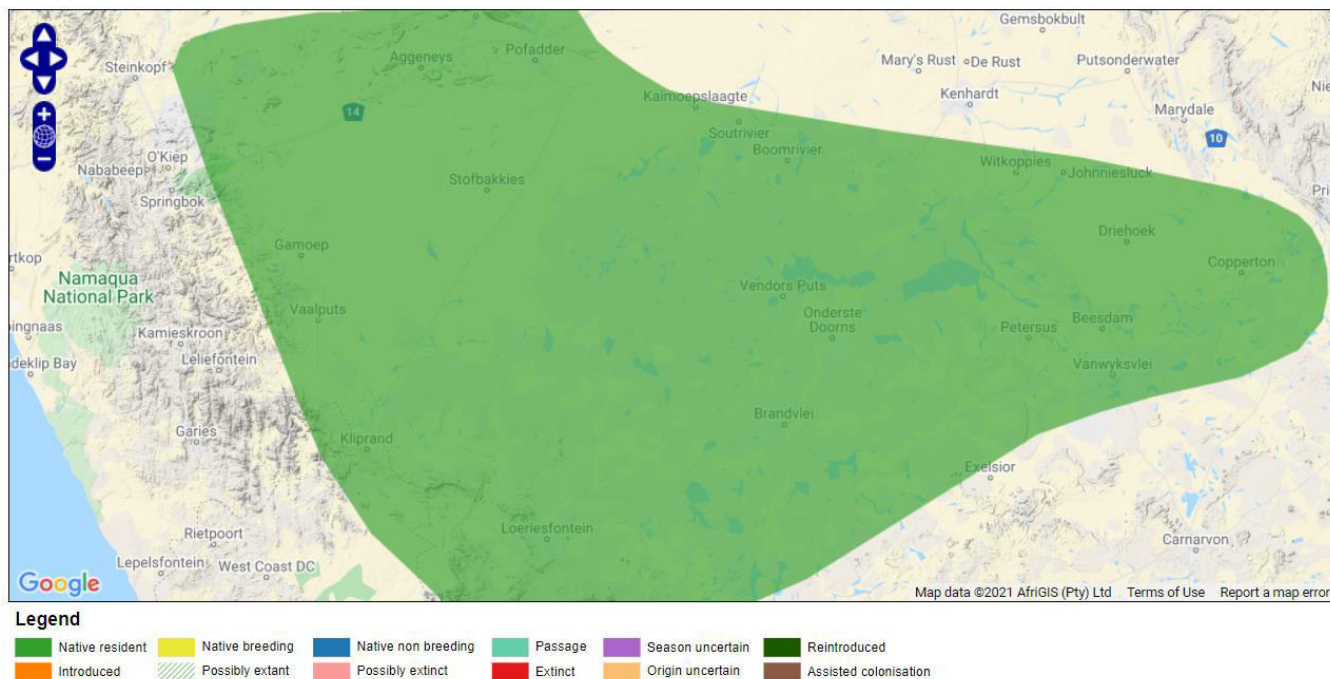 Gemsbokbult
Steinkopf
Aggeneys
Pofadder
Mary's Rust
De Rust
Putsonderwater
14
Kaimoepslaagte
Kenhardt
Marydale
Soutrivier
O'Kiep
Boomrivier
10
Nababeep
Witkoppies
Johnniesluck
Springbok
Stofbakkies
Gamoep
Driehoek
Copperton
Namaqua
National Park
Vendors Puts
Vaalputs
Onderste
Doorns
Petersus
Beesdam
Kamieskroon
Leliefontein
Vanwyksvlei
Brandvlei
Garies
Kliprand
Exelsior
Rietpoort
Loeriesfontein
Carnarvon
Lepelsfontein
West Coast DC
Google
Map data ©2021 AfriGIS (Pty) Ltd Terms of Use Report a map error
Legend
Native resident Native breeding Native non breeding Passage Season uncertain Reintroduced
Introduced Possibly extant Possibly extinct Extinct Origin uncertain Assisted colonisation